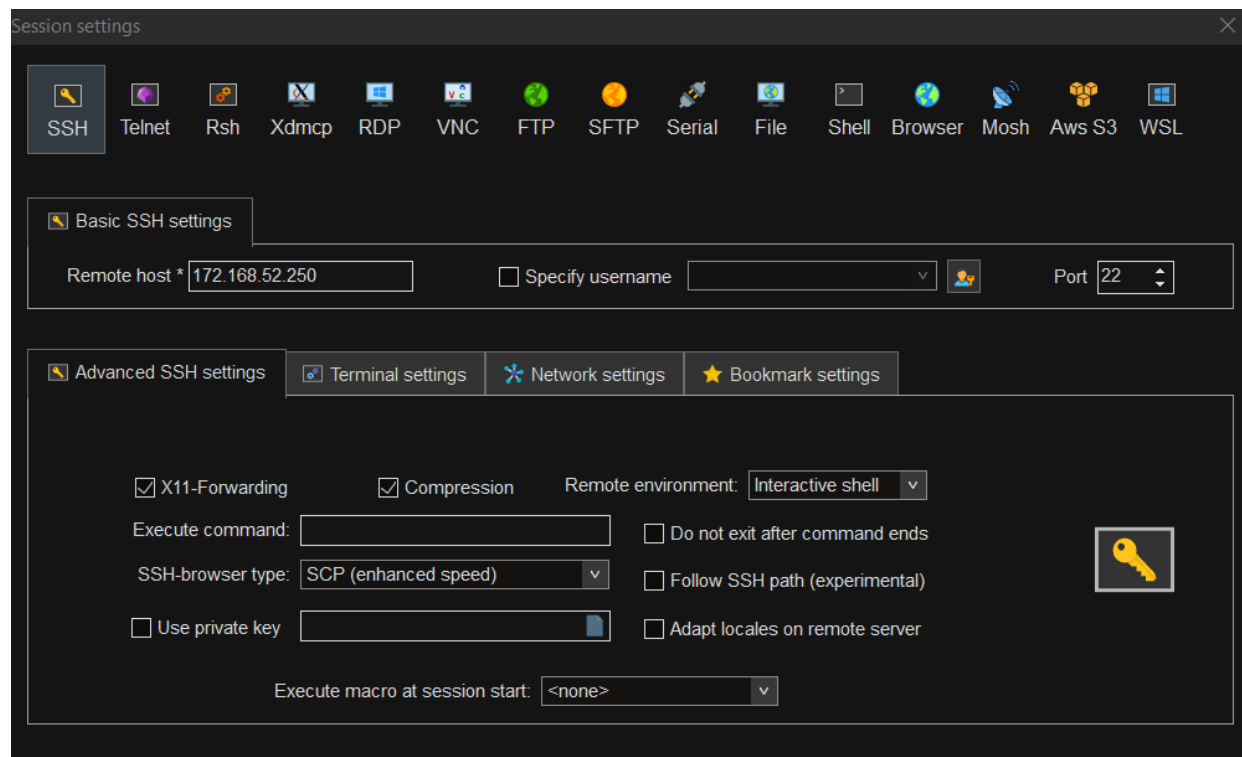 Session settings
SSH Telnet Rsh Xdmcp RDP VNC FTP SFTP Serial File Shell Browser Mosh Aws S3 WSL
Basic SSH settings
Remote host * 172.168.52.250 Specify username Port 22
Advanced SSH settings Terminal settings Network settings Bookmark settings
X11-Forwarding Compression Remote environment: Interactive shell
Execute command: Do not exit after command ends
SSH-browser type: SCP (enhanced speed) Follow SSH path (experimental)
Use private key Adapt locales on remote server
Execute macro at session start: <none>